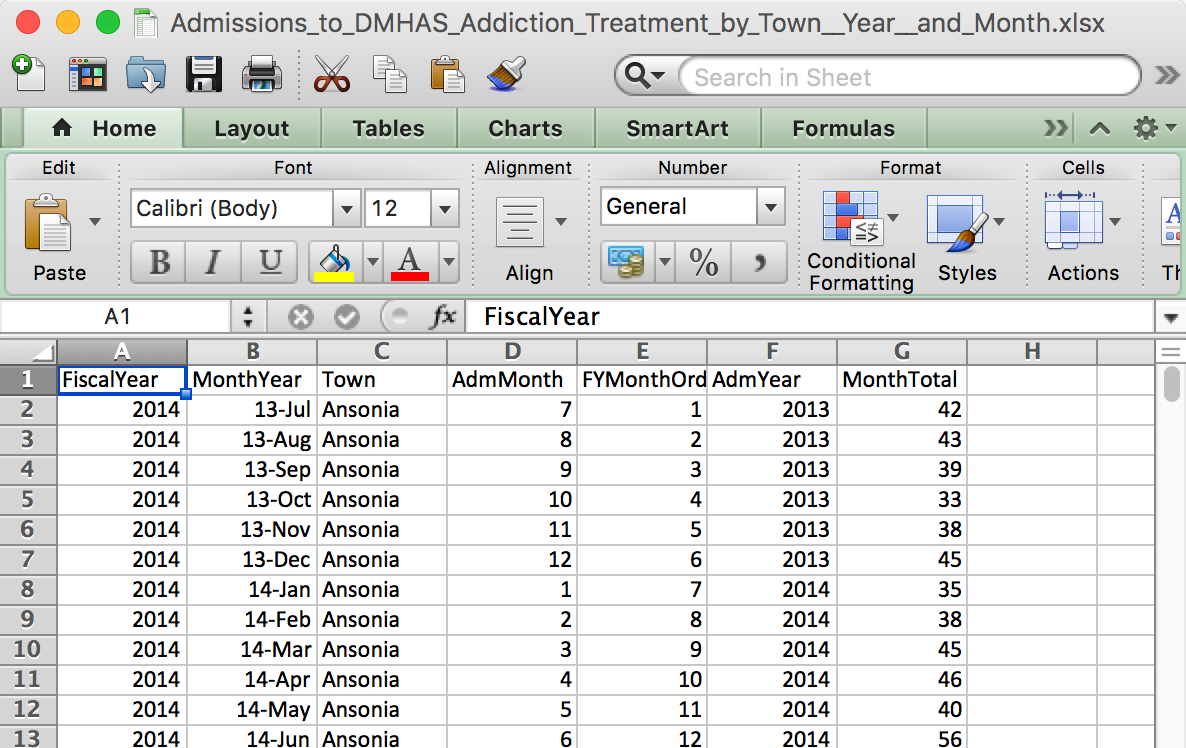 Admissions_to_DMHAS_Addiction_Treatment_by_Town__Year__and_Month.xlsx
Search in Sheet
Home Layout Tables Charts SmartArt Formulas
Edit Font Alignment Number Format Cells
Calibri (Body) 12 General
Paste B I U A Align % Conditional Formatting Styles Actions Th
A1 fx FiscalYear
A B C D E F G H
1 FiscalYear MonthYear Town AdmMonth FYMonthOrd AdmYear MonthTotal
2 2014 13-Jul Ansonia 7 1 2013 42
3 2014 13-Aug Ansonia 8 2 2013 43
4 2014 13-Sep Ansonia 9 3 2013 39
5 2014 13-Oct Ansonia 10 4 2013 33
6 2014 13-Nov Ansonia 11 5 2013 38
7 2014 13-Dec Ansonia 12 6 2013 45
8 2014 14-Jan Ansonia 1 7 2014 35
9 2014 14-Feb Ansonia 2 8 2014 38
10 2014 14-Mar Ansonia 3 9 2014 45
11 2014 14-Apr Ansonia 4 10 2014 46
12 2014 14-May Ansonia 5 11 2014 40
13 2014 14-Jun Ansonia 6 12 2014 56